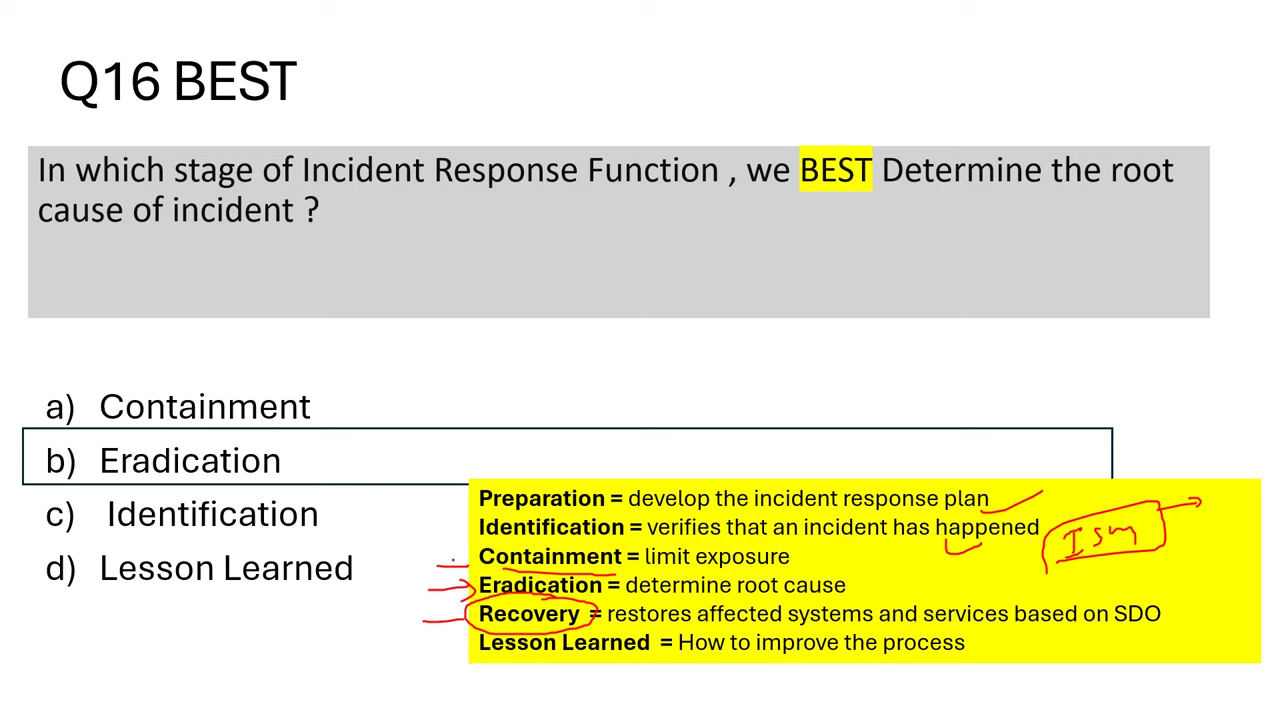 Q16 BEST
In which stage of Incident Response Function , we BEST Determine the root
cause of incident ?
a) Containment
b) Eradication
c) Identification
d) Lesson Learned
Preparation = develop the incident response plan
Identification = verifies that an incident has happened
Containment = limit exposure
Eradication = determine root cause
Recovery = restores affected systems and services based on SDO
Lesson Learned = How to improve the process
ISM